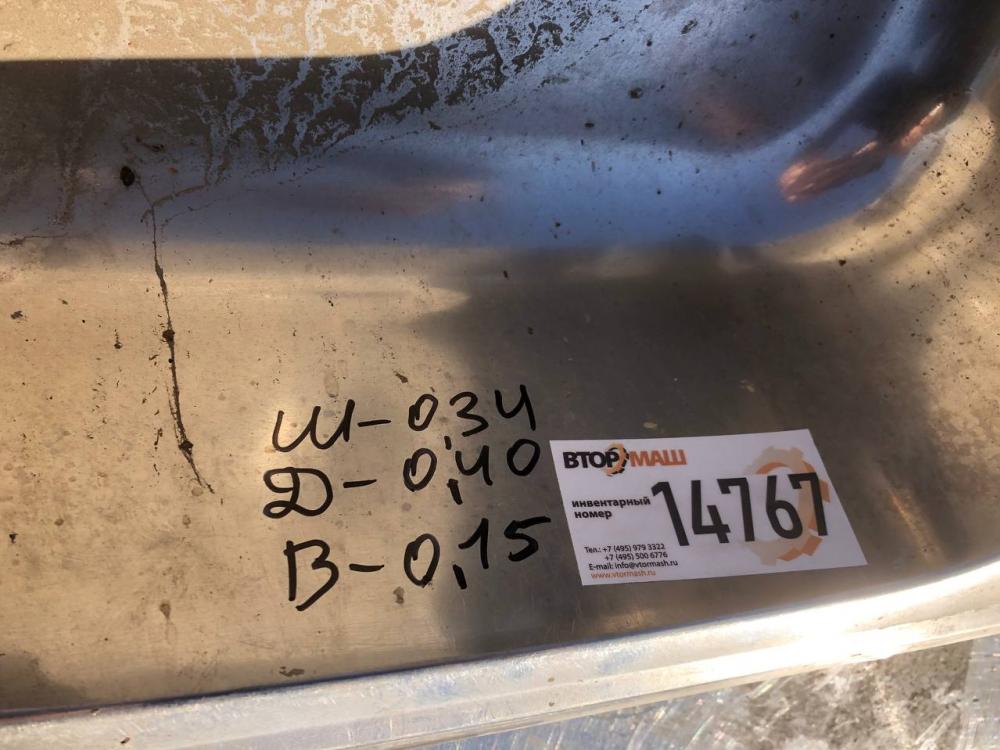 Ш-0,34
Д-0,40
В-0,15
ВТОРМАШ
инвентарный
номер
14767
Тел.: +7 (495) 979 3322
+7 (495) 500 6776
E-mail: info@vtormash.ru
www.vtormash.ru